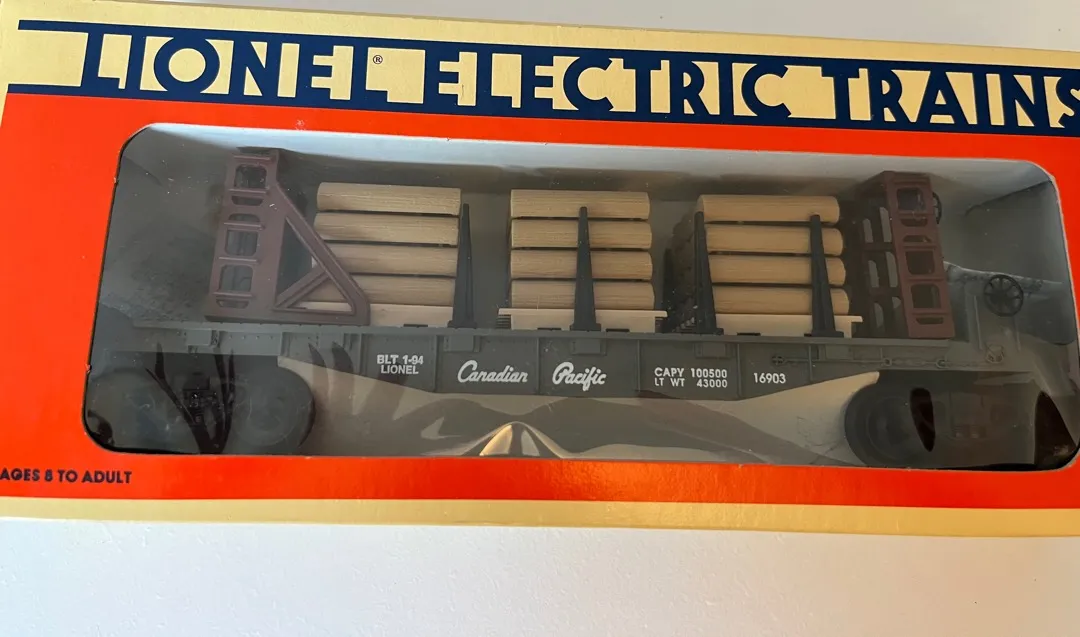 LIONEL® ELECTRIC TRAINS
BLT 1-94
LIONEL
Canadian Pacific
CAPY 100500
LT WT 43000
16903
AGES 8 TO ADULT